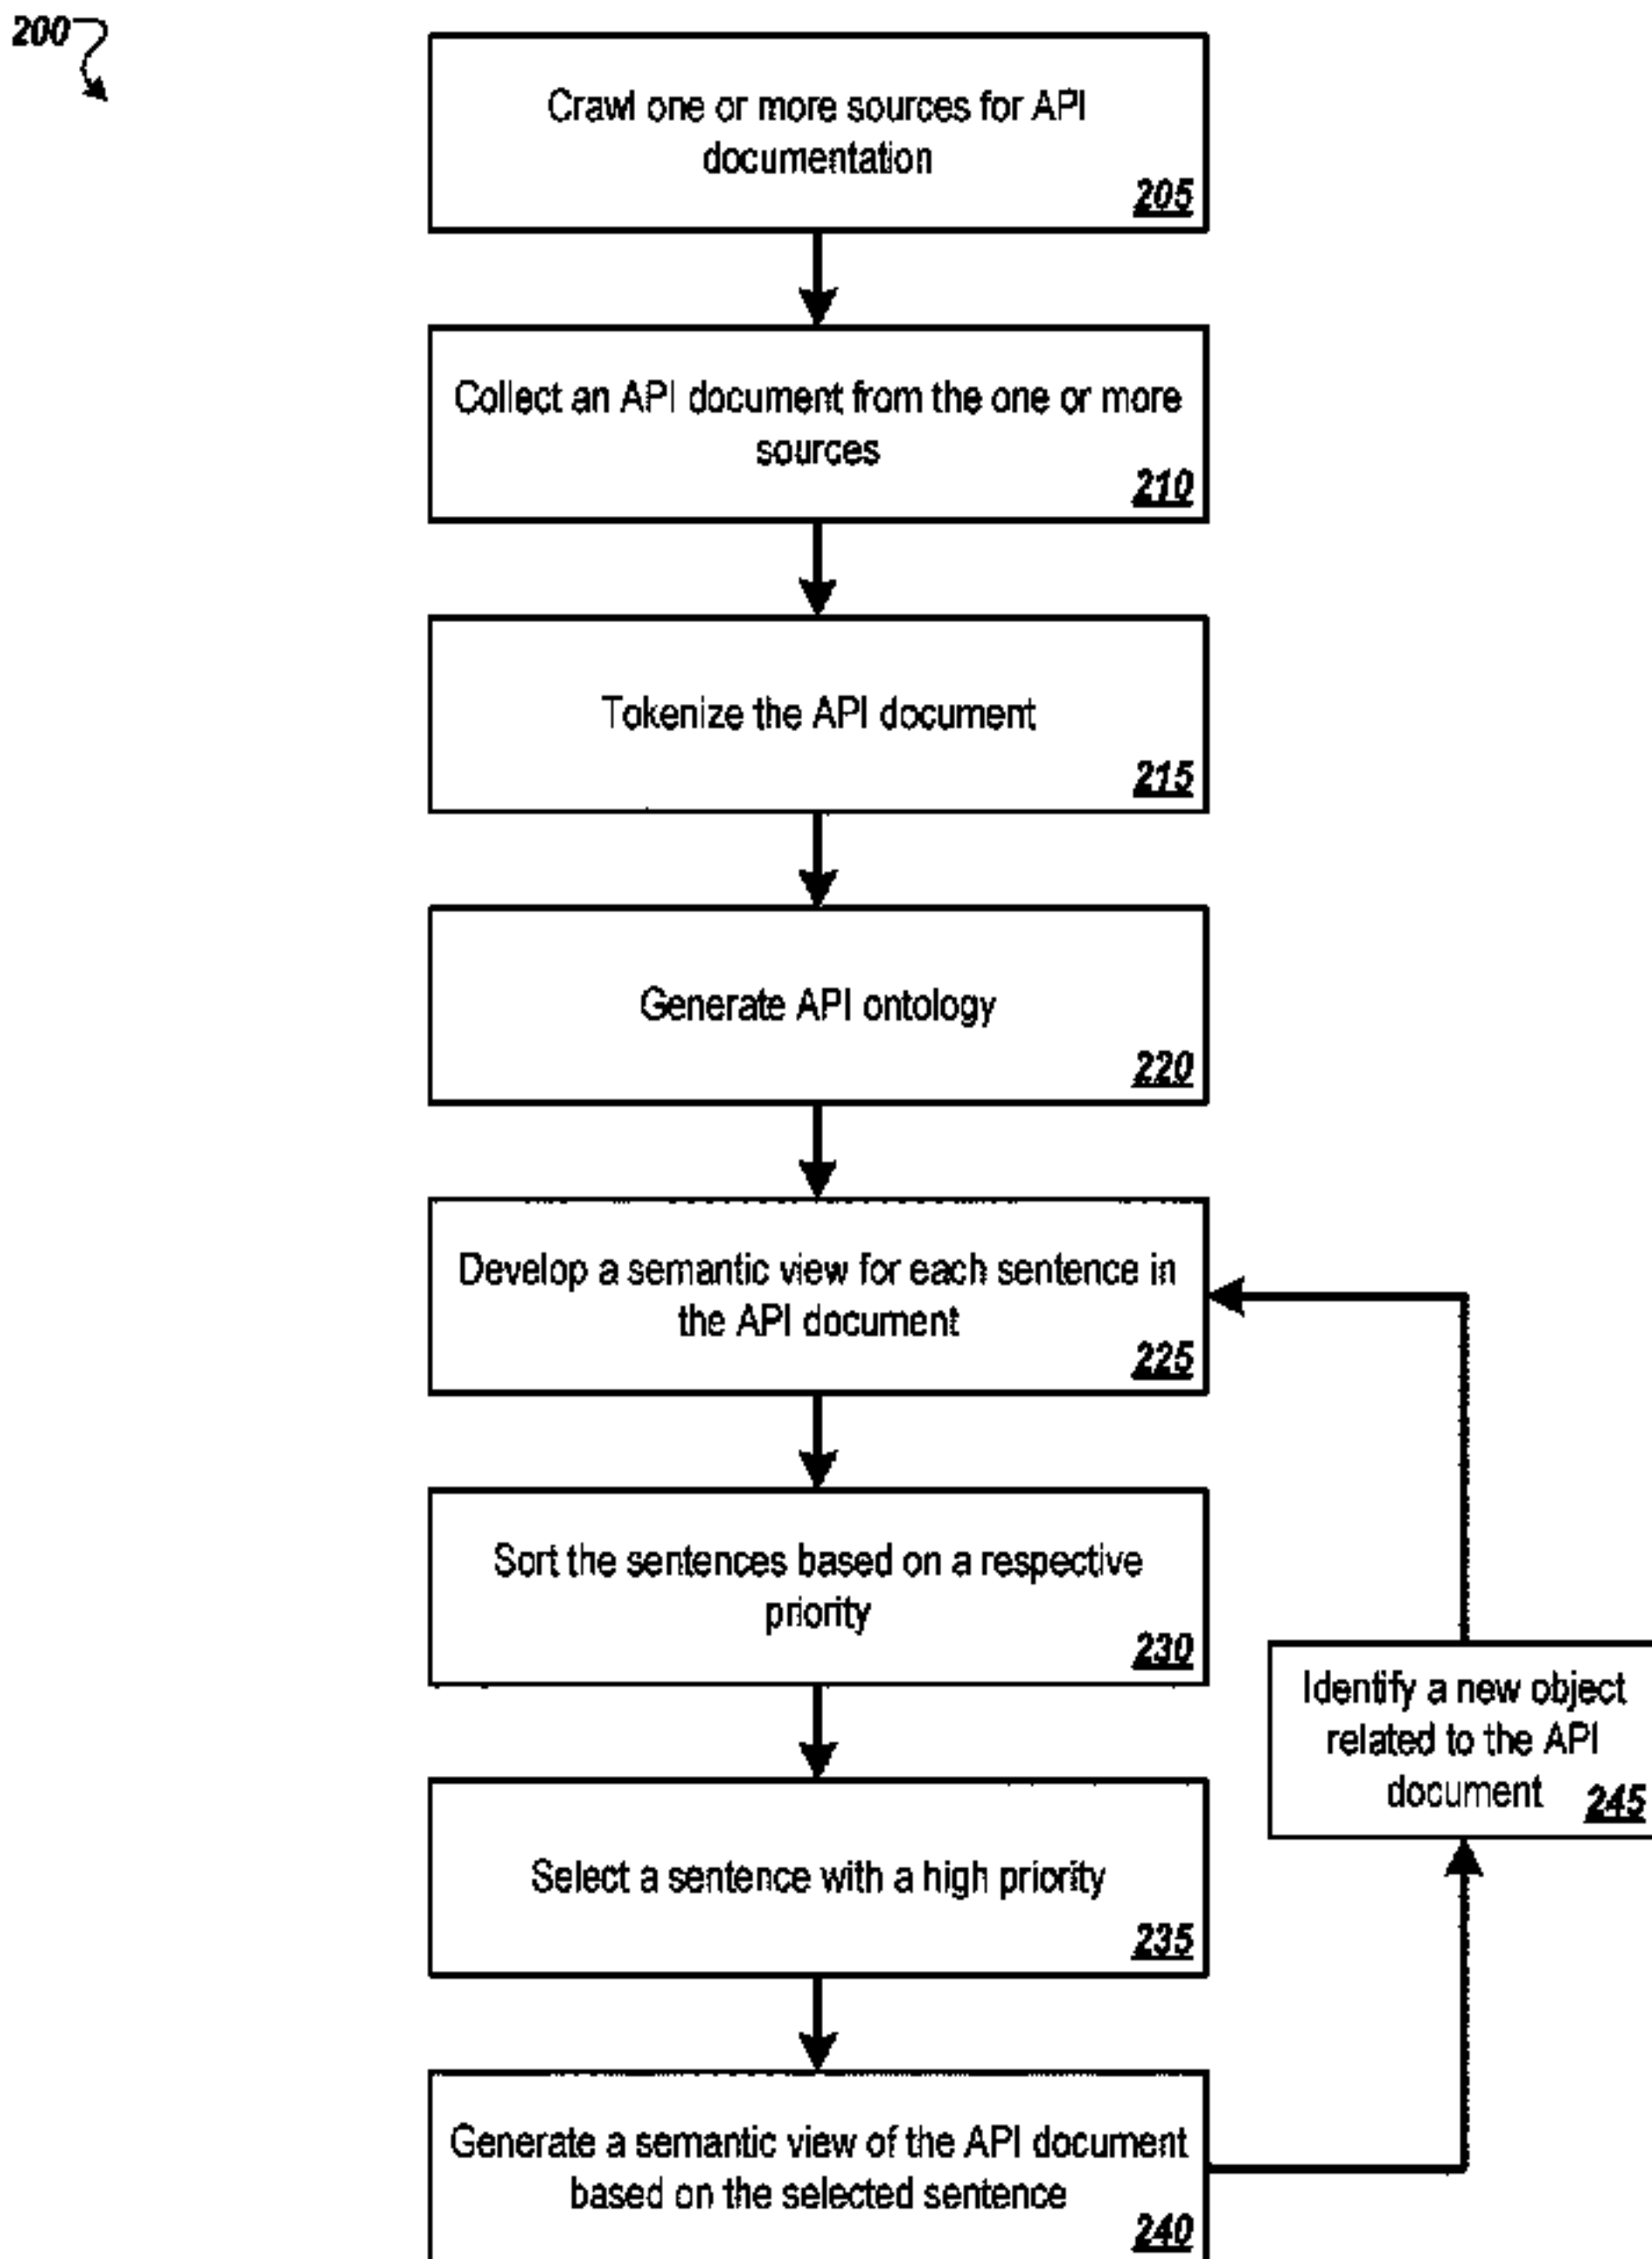 200
Crawl one or more sources for API
documentation
205
Collect an API document from the one or more
sources
210
Tokenize the API document
215
Generate API ontology
220
Develop a semantic view for each sentence in
the API document
225
Sort the sentences based on a respective
priority
230
Identify a new object
related to the API
document
245
Select a sentence with a high priority
235
Generate a semantic view of the API document
based on the selected sentence
240